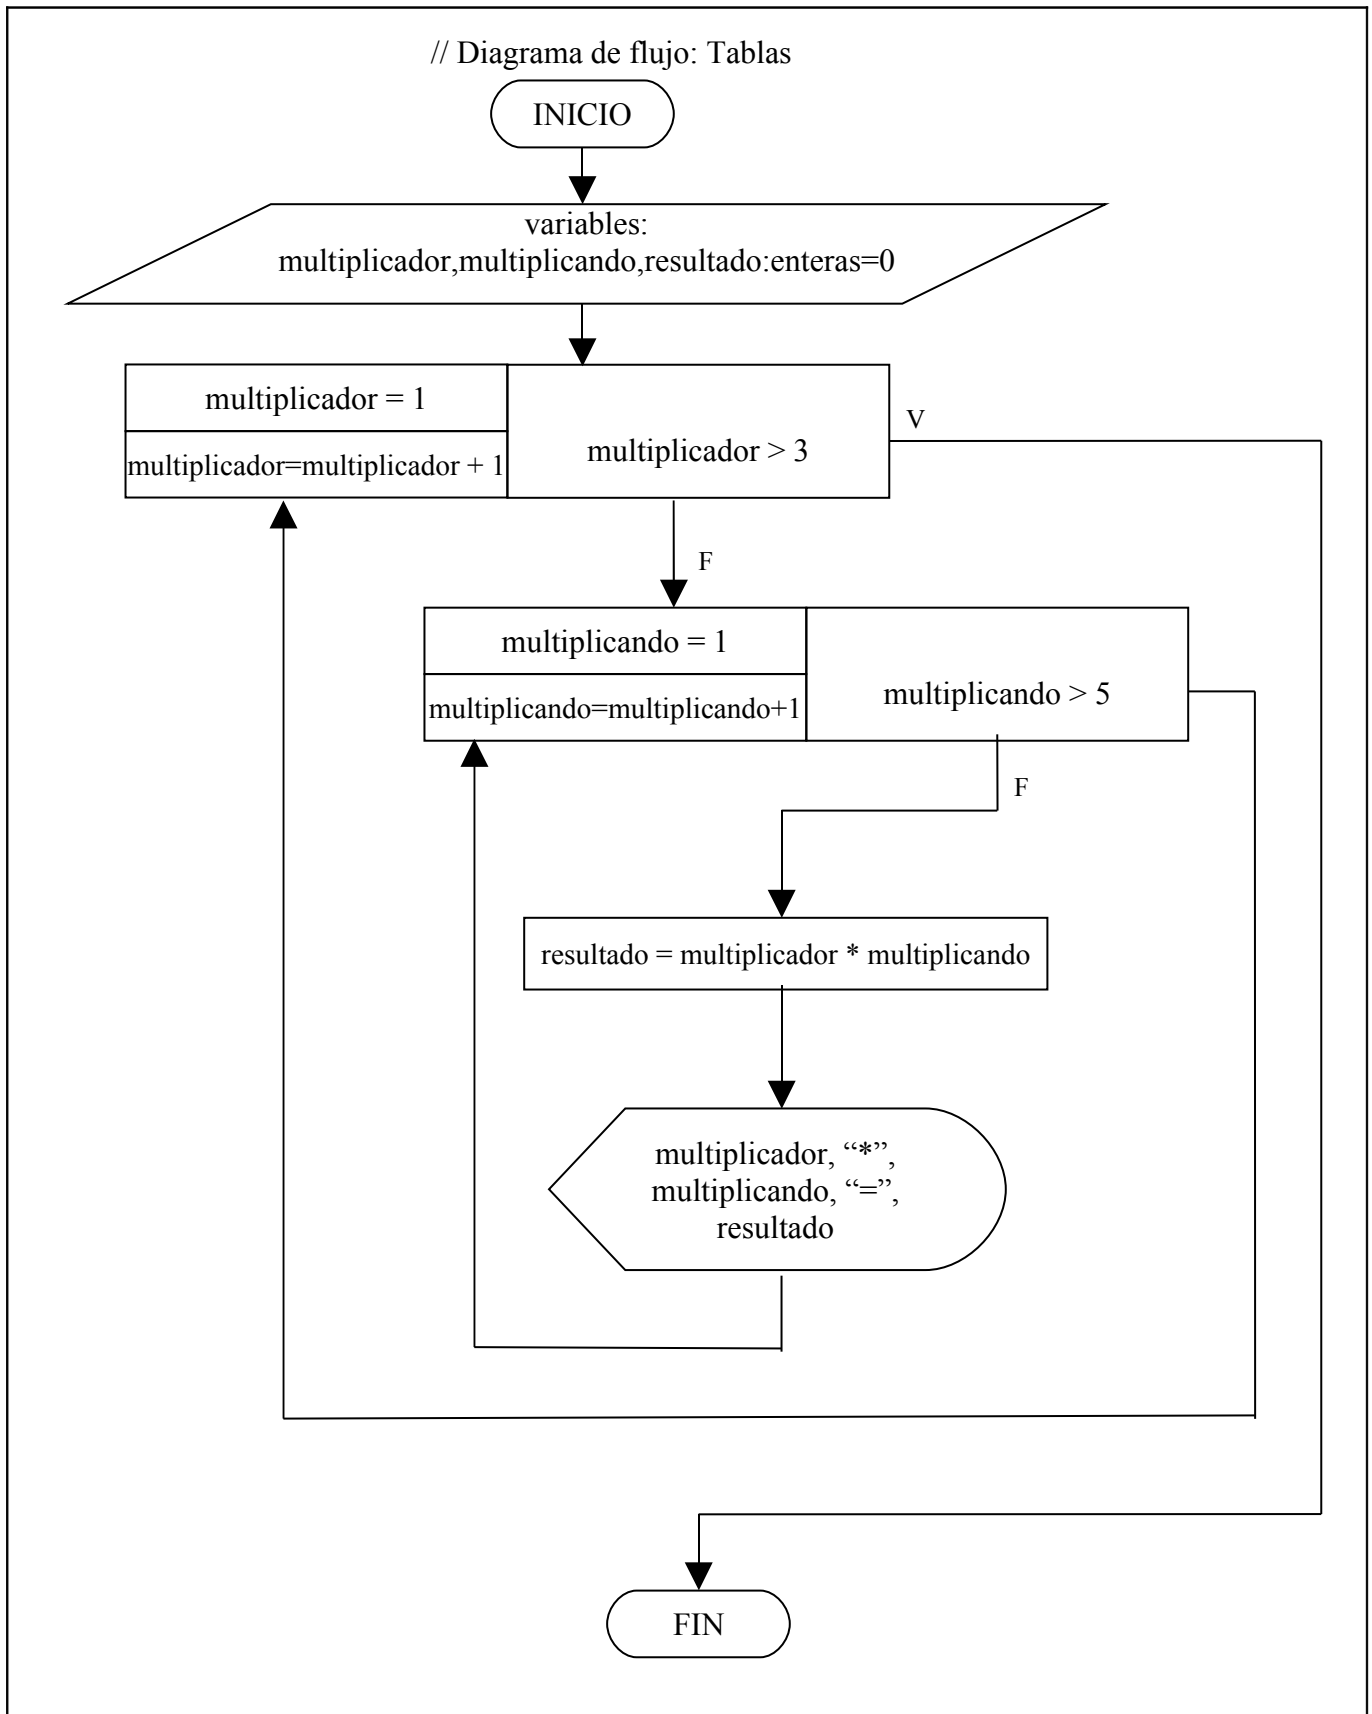 // Diagrama de flujo: Tablas
INICIO
variables:
multiplicador,multiplicando,resultado:enteras=0
multiplicador = 1
multiplicador=multiplicador + 1
multiplicador > 3
V
F
multiplicando = 1
multiplicando=multiplicando+1
multiplicando > 5
F
resultado = multiplicador * multiplicando
multiplicador, “*”,
multiplicando, “=”,
resultado
FIN